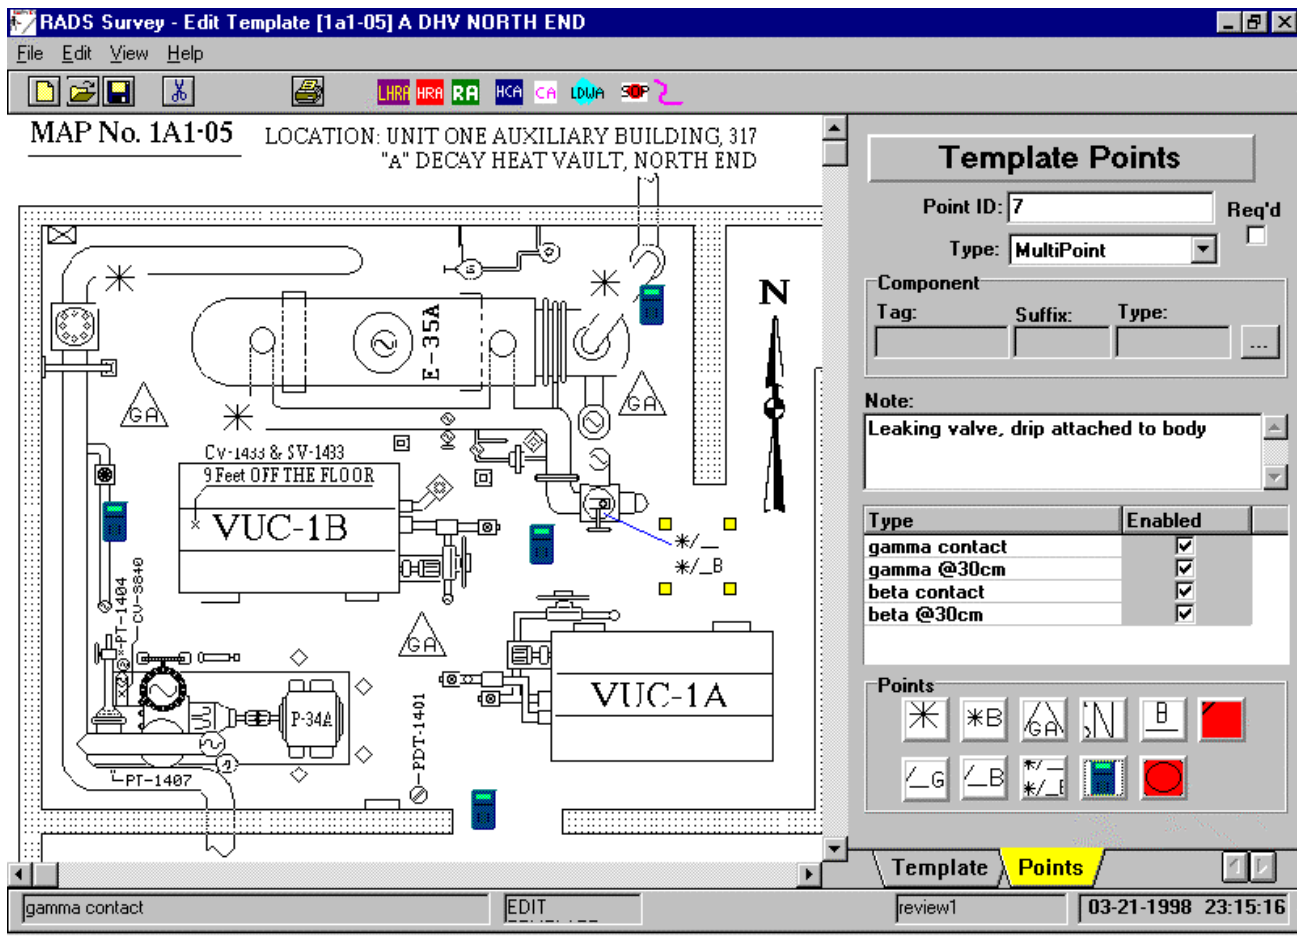 RADS Survey - Edit Template [1a1-05] A DHV NORTH END
File Edit View Help
LHRA HRA RA HCA CA LDWA SOP
MAP No. 1A1-05
LOCATION: UNIT ONE AUXILIARY BUILDING, 317
"A" DECAY HEAT VAULT, NORTH END
N
E-35A
GA
GA
CV-1433 & SV-1433
9 Feet OFF THE FLOOR
VUC-1B
*/_
*/_B
PT-1404
CV-3840
GA
VUC-1A
P-34A
PDT-1401
PT-1407
Template Points
Point ID: 7
Req'd
Type: MultiPoint
Component
Tag: Suffix: Type:
...
Note:
Leaking valve, drip attached to body
Type Enabled
gamma contact
gamma @30cm
beta contact
beta @30cm
Points
*B GA N B
G B */_ */_B
Template Points
gamma contact EDIT review1 03-21-1998 23:15:16